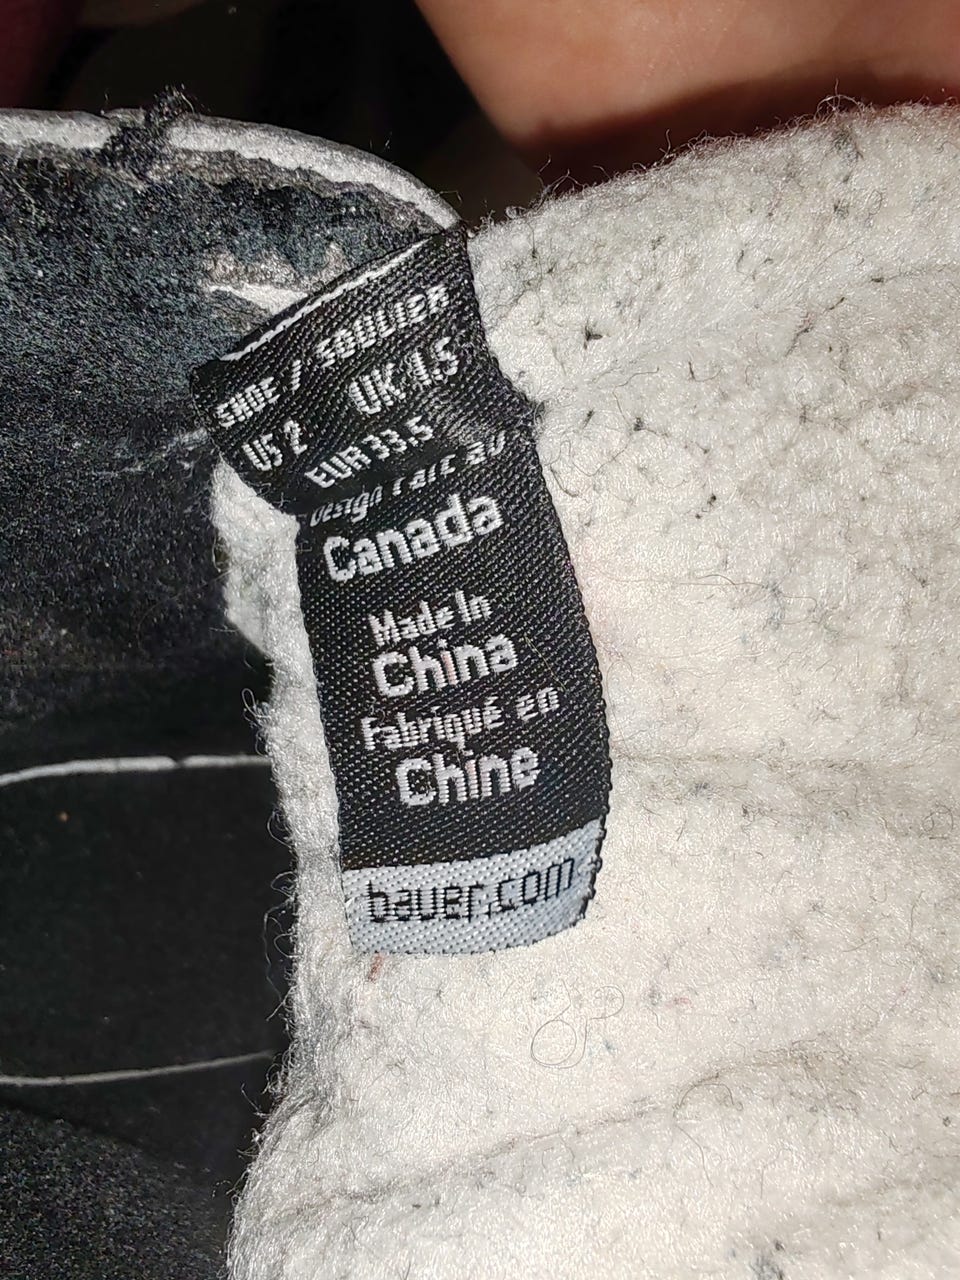 SHOE / SOULIER
US 2 UK 1.5
EUR 33.5
Design
Canada
Made In
China
Fabriqué en
Chine
bauer.com